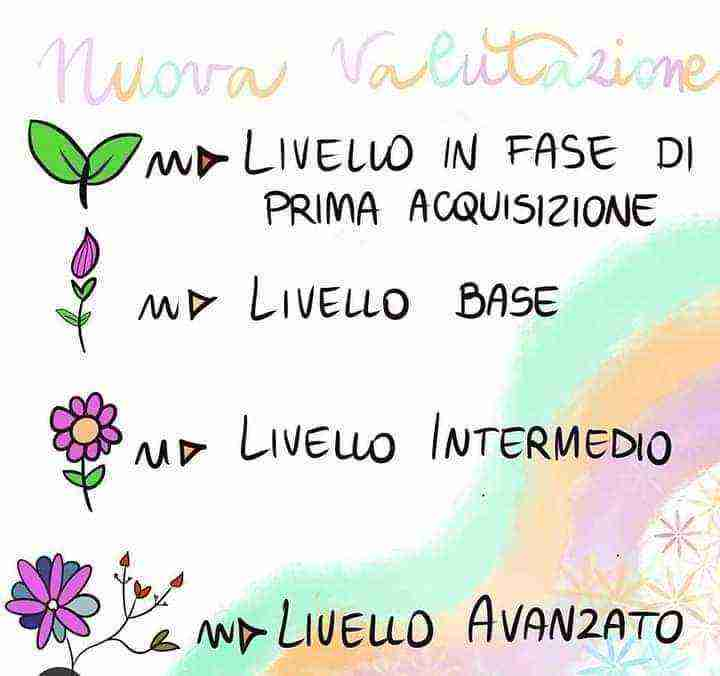 Nuova Valutazione
LIVELLO IN FASE DI
PRIMA ACQUISIZIONE
LIVELLO BASE
LIVELLO INTERMEDIO
LIVELLO AVANZATO